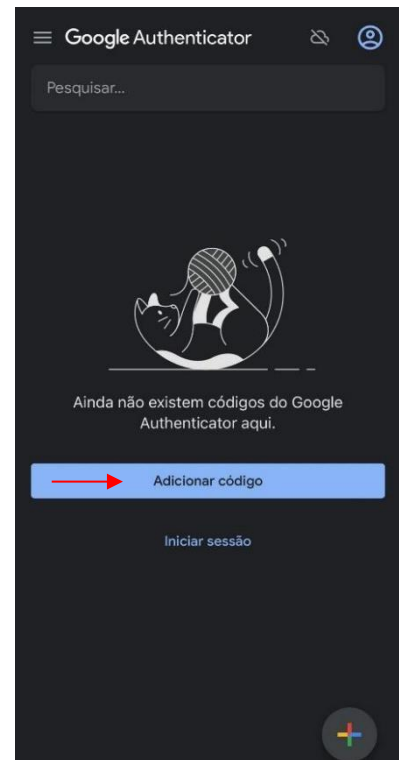 Google Authenticator
Pesquisar...
Ainda não existem códigos do Google
Authenticator aqui.
Adicionar código
Iniciar sessão